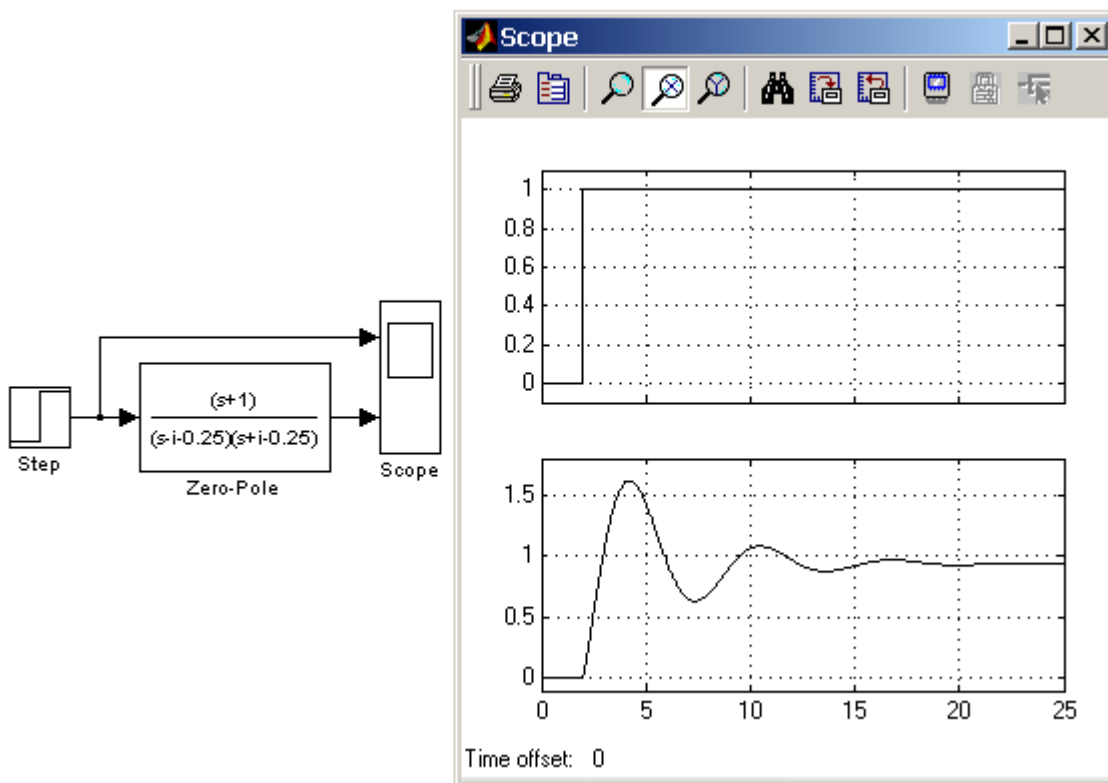 Scope
1
0.8
0.6
0.4
0.2
0
(s+1)
(s-i-0.25)(s+i-0.25)
Step
Zero-Pole
Scope
1.5
1
0.5
0
0 5 10 15 20 25
Time offset: 0